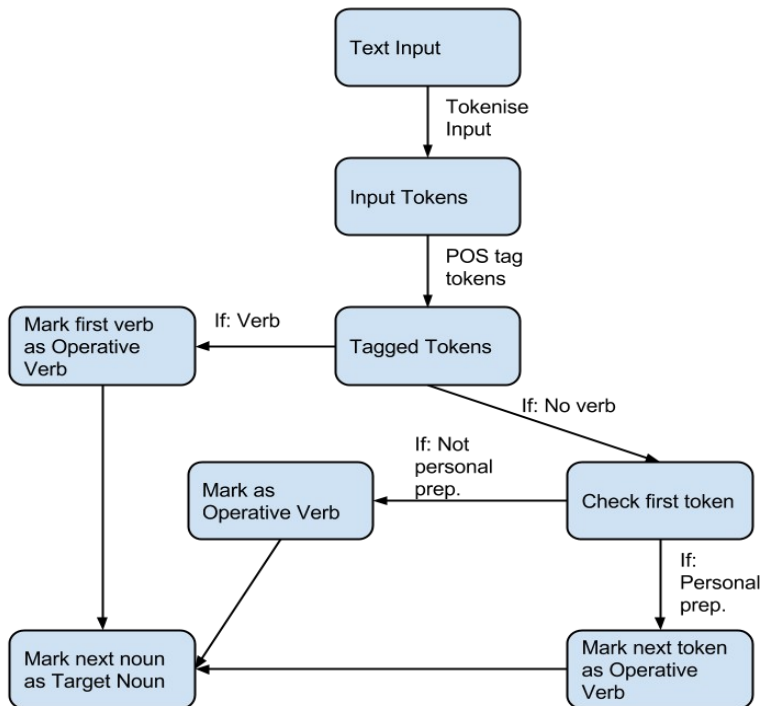 Text Input
Tokenise
Input
Input Tokens
POS tag
tokens
Mark first verb
as Operative
Verb
If: Verb
Tagged Tokens
If: No verb
If: Not
personal
prep.
Mark as
Operative Verb
Check first token
If:
Personal
prep.
Mark next noun
as Target Noun
Mark next token
as Operative
Verb